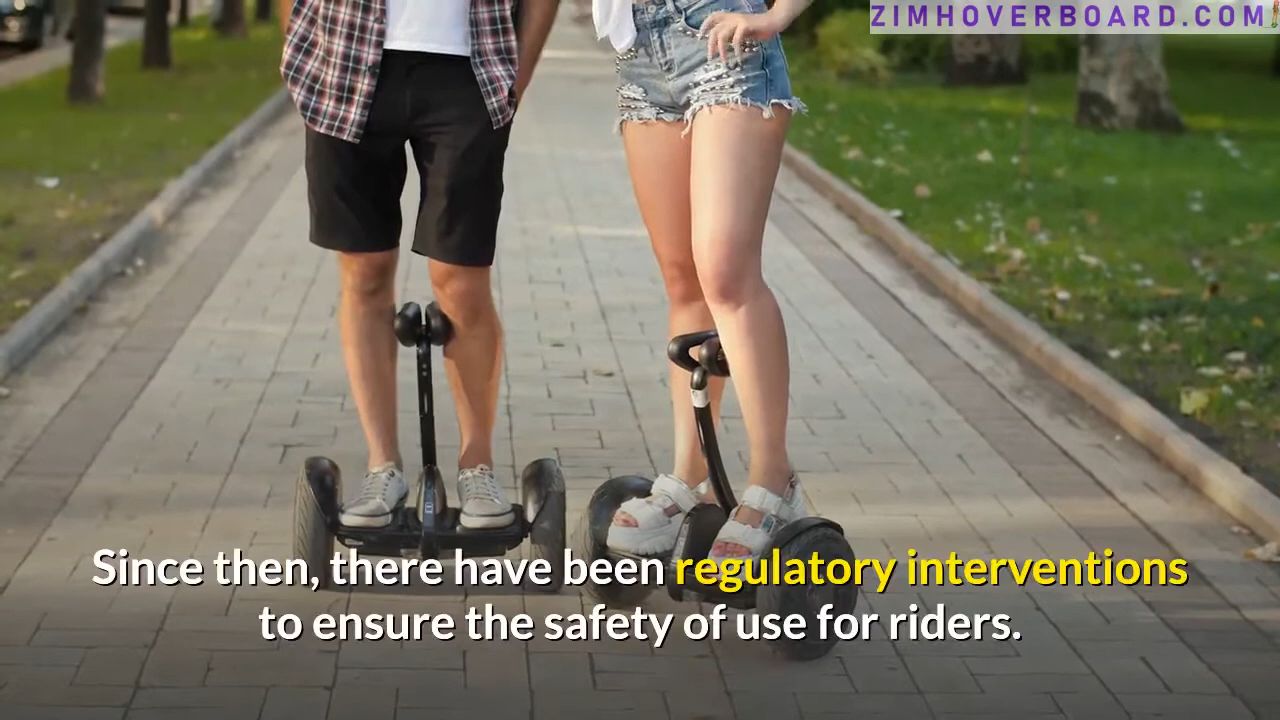 ZIMHOVERBOARD.COM
Since then, there have been regulatory interventions
to ensure the safety of use for riders.